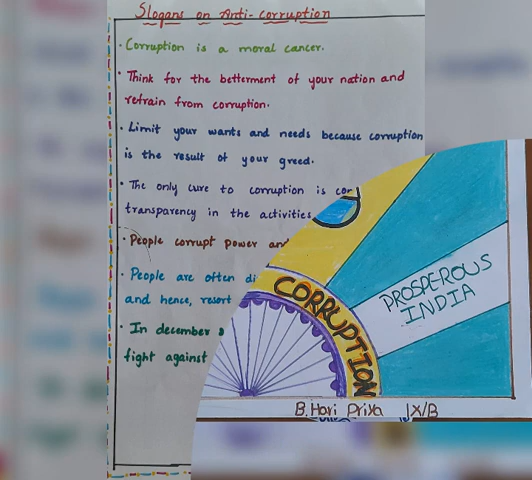 Slogans on Anti-corruption
· Corruption is a moral cancer.
· Think for the betterment of your nation and
refrain from corruption.
· Limit your wants and needs because corruption
is the result of your greed.
· The only cure to corruption is
transparency in the activities
· People corrupt power and
· People are often
and hence, resort
· In december
fight against
CORRUPTION
PROSPEROUS
INDIA
B. Hari Priya IX/B